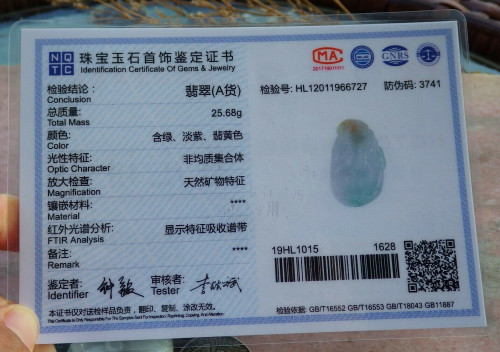 NQTC 珠宝玉石首饰鉴定证书
Identification Certificate Of Gems & Jewelry
CMA
GNRS
检验结论: 翡翠(A货)
Conclusion
检验号: HL12011966727 防伪码: 3741
总质量: 25.68g
Total Mass
颜色: 含绿、淡紫、翡黄色
Color
光性特征: 非均质集合体
Optic Character
放大检查: 天然矿物特征
Magnification
镶嵌材料: ****
Material
红外光谱分析: 显示特征吸收谱带
FTIR Analysis
备注: ****
Remark
19HL1015 1628
鉴定者:
Identifier
审核者:
Tester
检验依据: GB/T16552 GB/T16553 GB/T18043 GB11887
本证书仅对送检样品负责，翻印、复制、涂改无效。